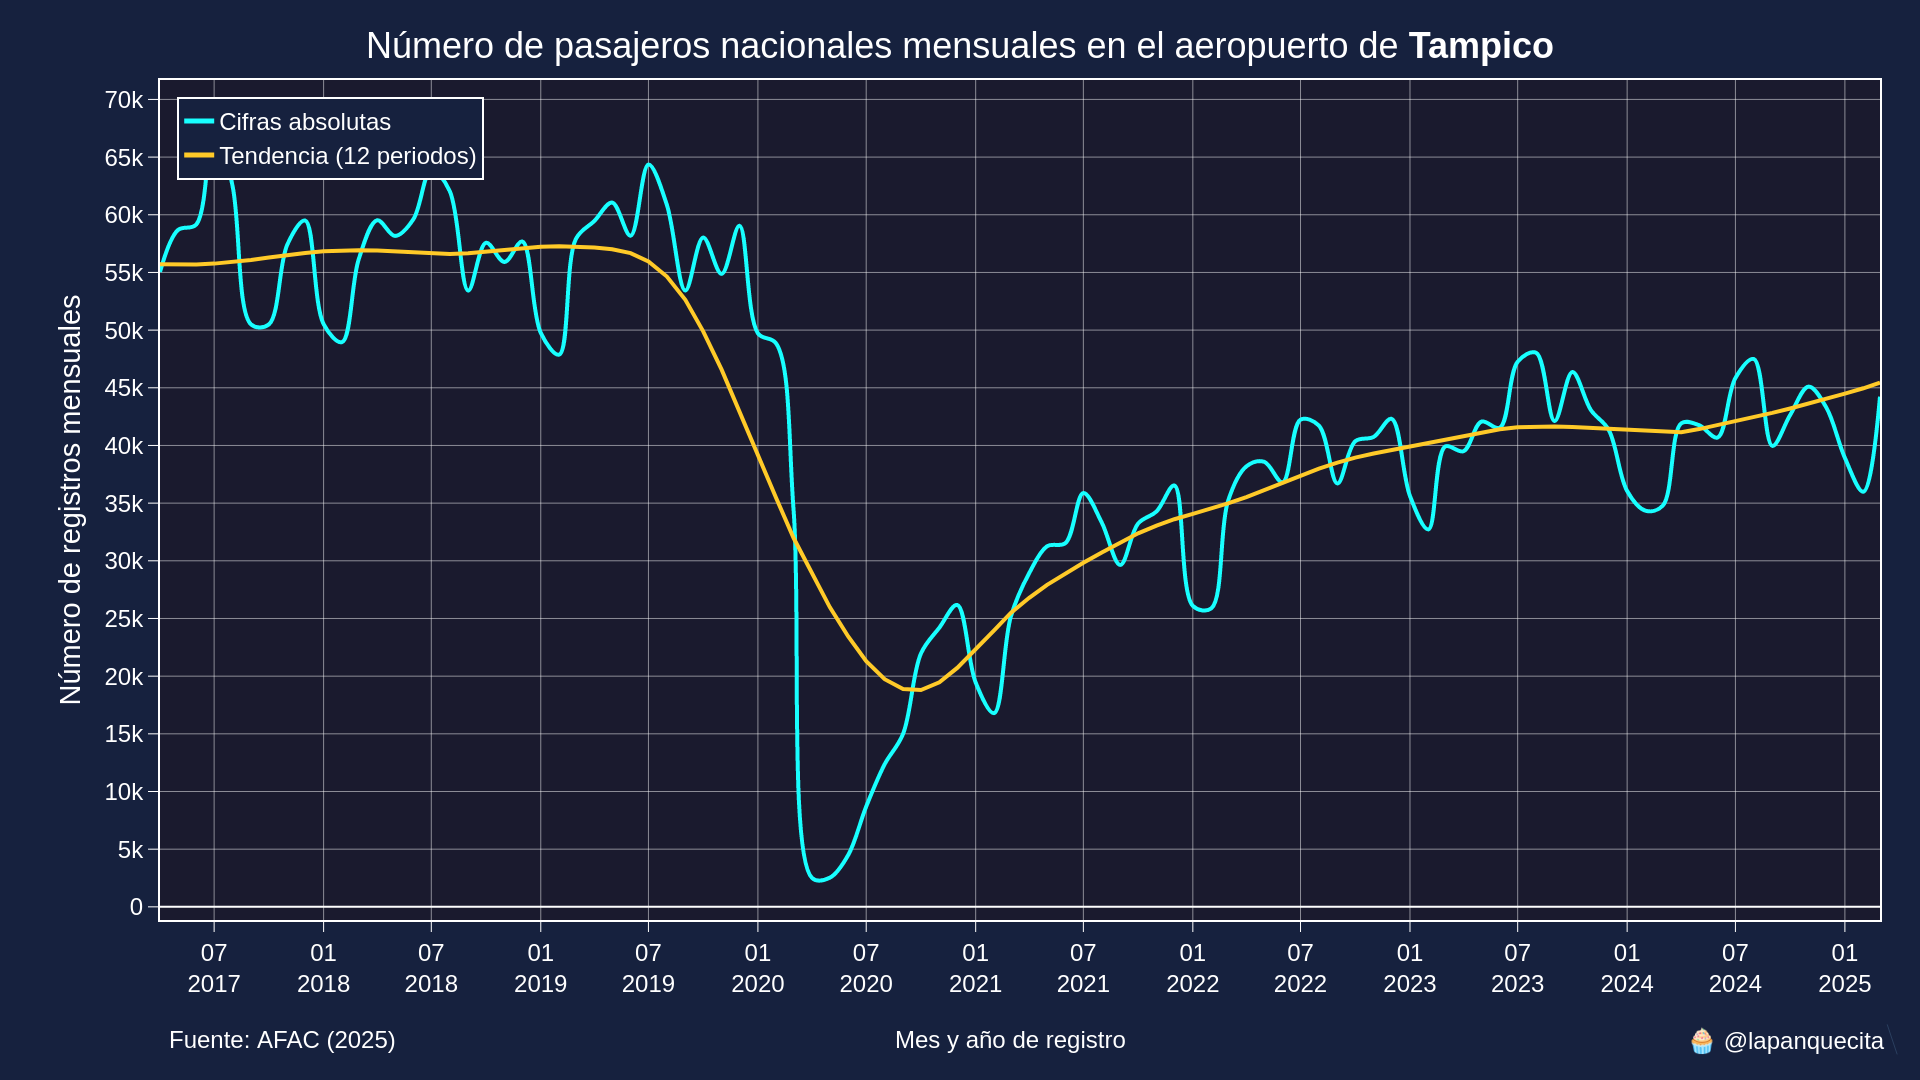 Número de pasajeros nacionales mensuales en el aeropuerto de Tampico
Cifras absolutas
Tendencia (12 periodos)
Número de registros mensuales
70k
65k
60k
55k
50k
45k
40k
35k
30k
25k
20k
15k
10k
5k
0
07 01 07 01 07 01 07 01 07 01 07 01 07 01 07 01
2017 2018 2018 2019 2019 2020 2020 2021 2021 2022 2022 2023 2023 2024 2024 2025
Fuente: AFAC (2025)
Mes y año de registro
🧁 @lapanquecita